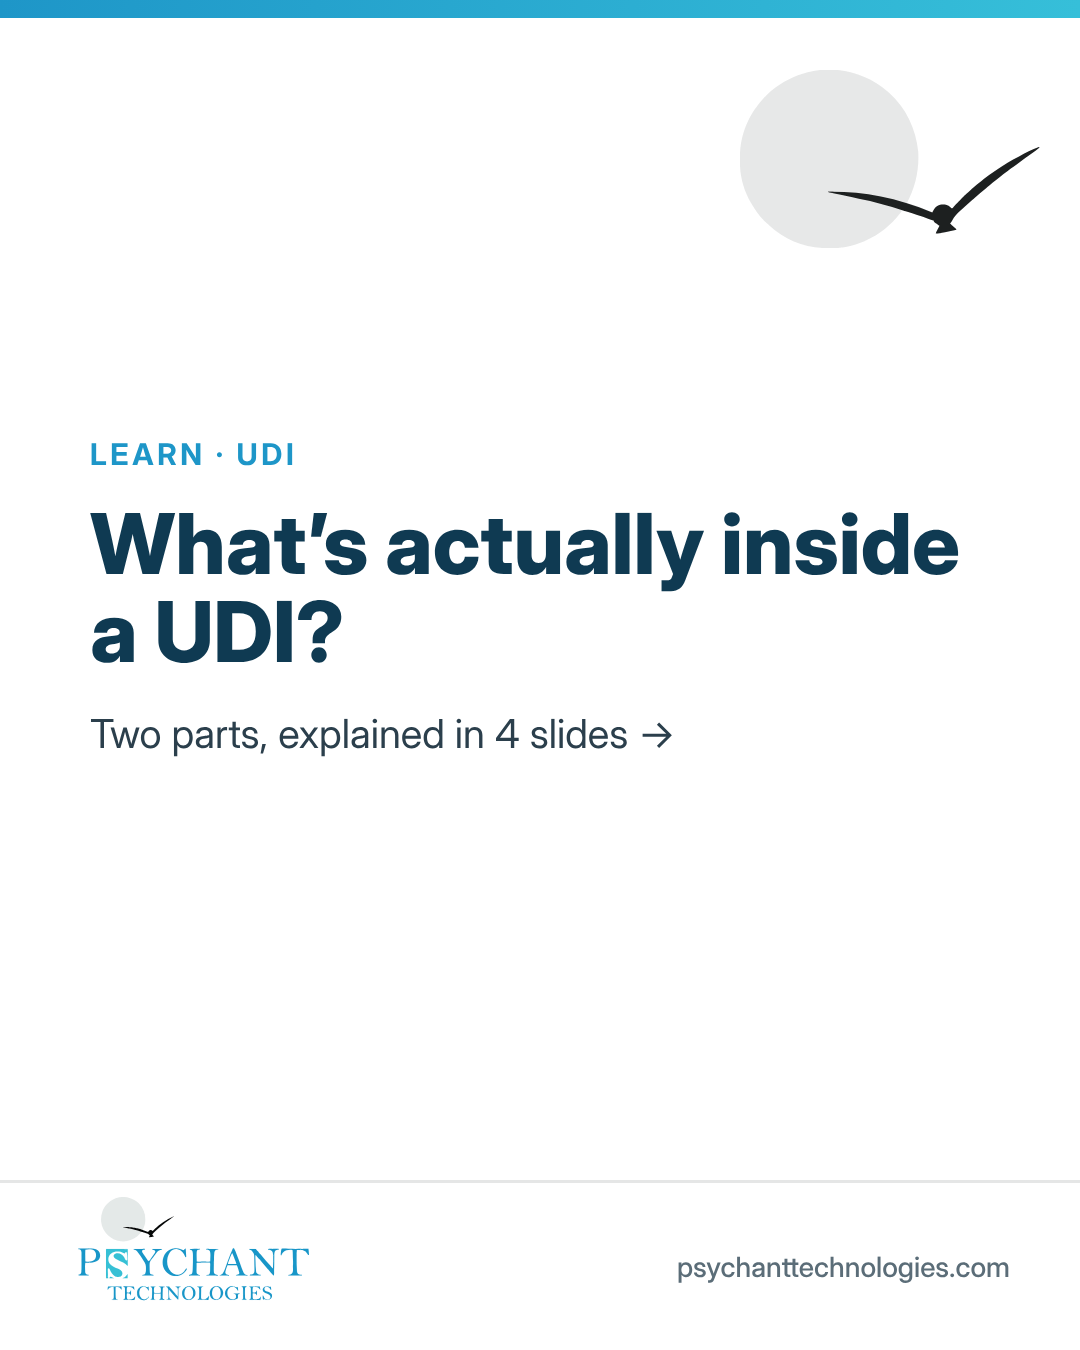 LEARN · UDI
What’s actually inside
a UDI?
Two parts, explained in 4 slides →
PSYCHANT
TECHNOLOGIES
psychanttechnologies.com